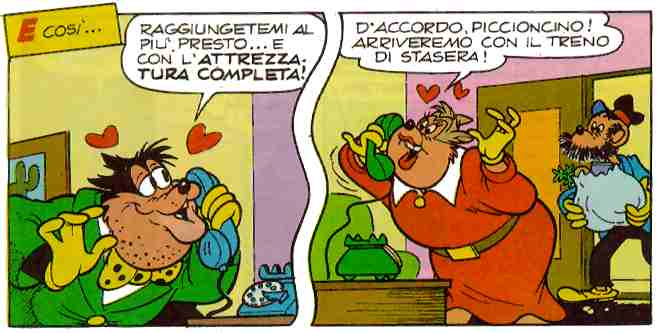 E COSÌ...
RAGGIUNGETEMI AL
PIÙ PRESTO... E
CON L'ATTREZZA-
TURA COMPLETA!
D'ACCORDO, PICCIONCINO!
ARRIVEREMO CON IL TRENO
DI STASERA!